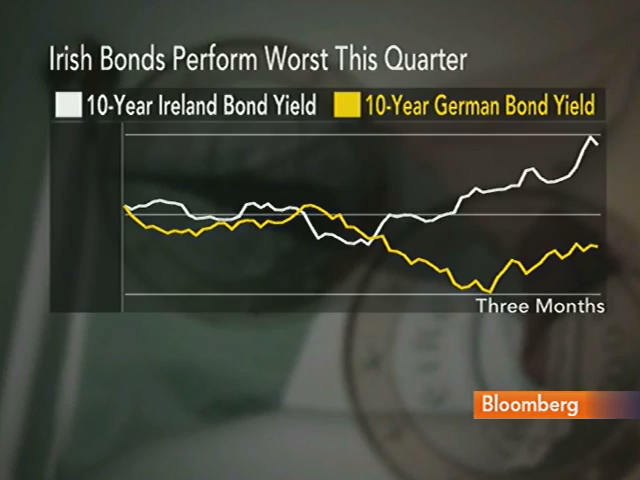 Irish Bonds Perform Worst This Quarter
10-Year Ireland Bond Yield
10-Year German Bond Yield
Three Months
Bloomberg